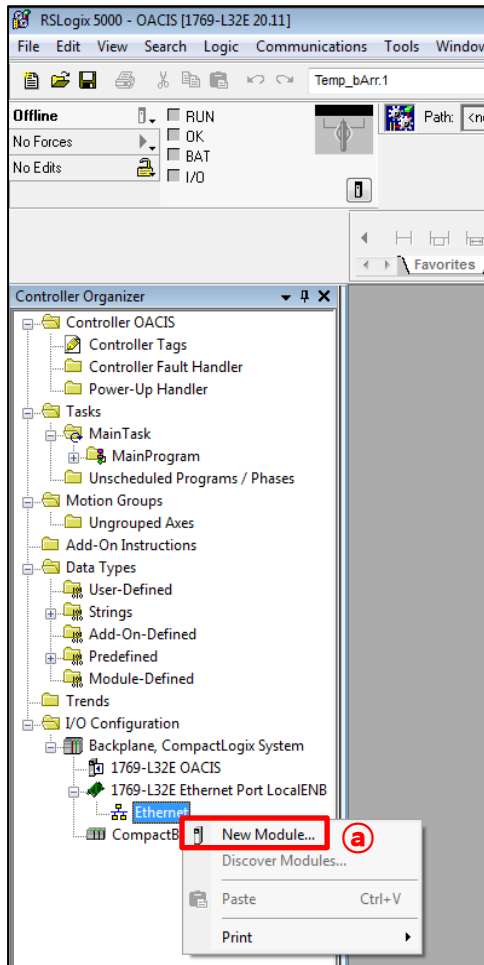 RSLogix 5000 - OACIS [1769-L32E 20.11]
File Edit View Search Logic Communications Tools Window
Temp_bArr.1
Offline
RUN
Path:
No Forces
OK
BAT
No Edits
I/O
Favorites
Controller Organizer
Controller OACIS
Controller Tags
Controller Fault Handler
Power-Up Handler
Tasks
MainTask
MainProgram
Unscheduled Programs / Phases
Motion Groups
Ungrouped Axes
Add-On Instructions
Data Types
User-Defined
Strings
Add-On-Defined
Predefined
Module-Defined
Trends
I/O Configuration
Backplane, CompactLogix System
1769-L32E OACIS
1769-L32E Ethernet Port LocalENB
Ethernet
CompactB
New Module... ⓐ
Discover Modules...
Paste Ctrl+V
Print